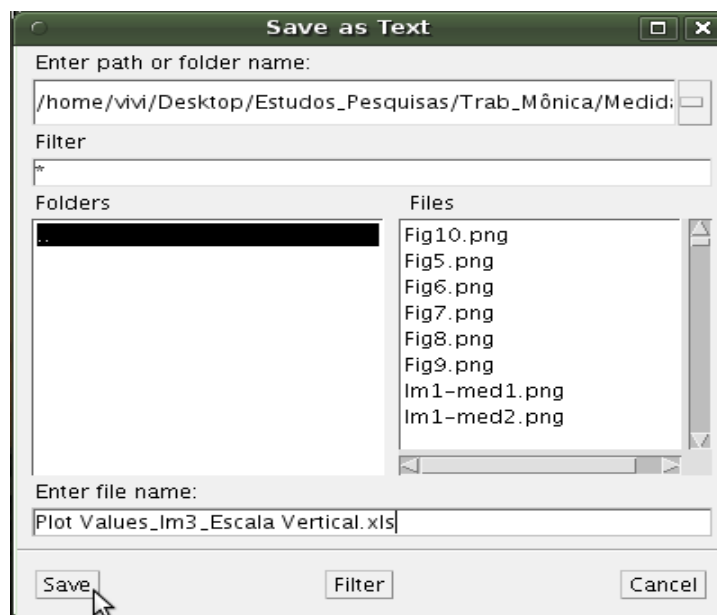 Save as Text
Enter path or folder name:
/home/vivi/Desktop/Estudos_Pesquisas/Trab_Mônica/Medida
Filter
*
Folders
Files
..
Fig10.png
Fig5.png
Fig6.png
Fig7.png
Fig8.png
Fig9.png
Im1-med1.png
Im1-med2.png
Enter file name:
Plot Values_Im3_Escala Vertical.xls
Save
Filter
Cancel